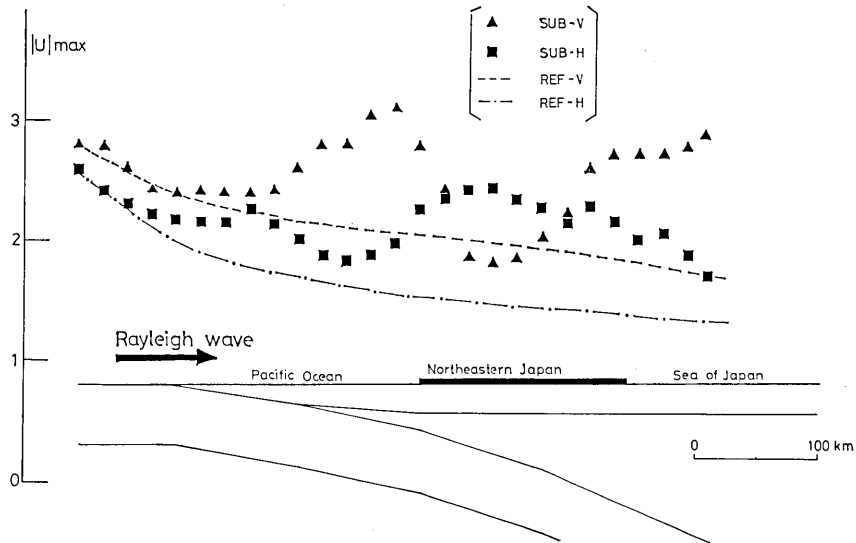 |U|max
SUB-V
SUB-H
REF-V
REF-H
3
2
1
0
Rayleigh wave
Pacific Ocean
Northeastern Japan
Sea of Japan
0 100 km